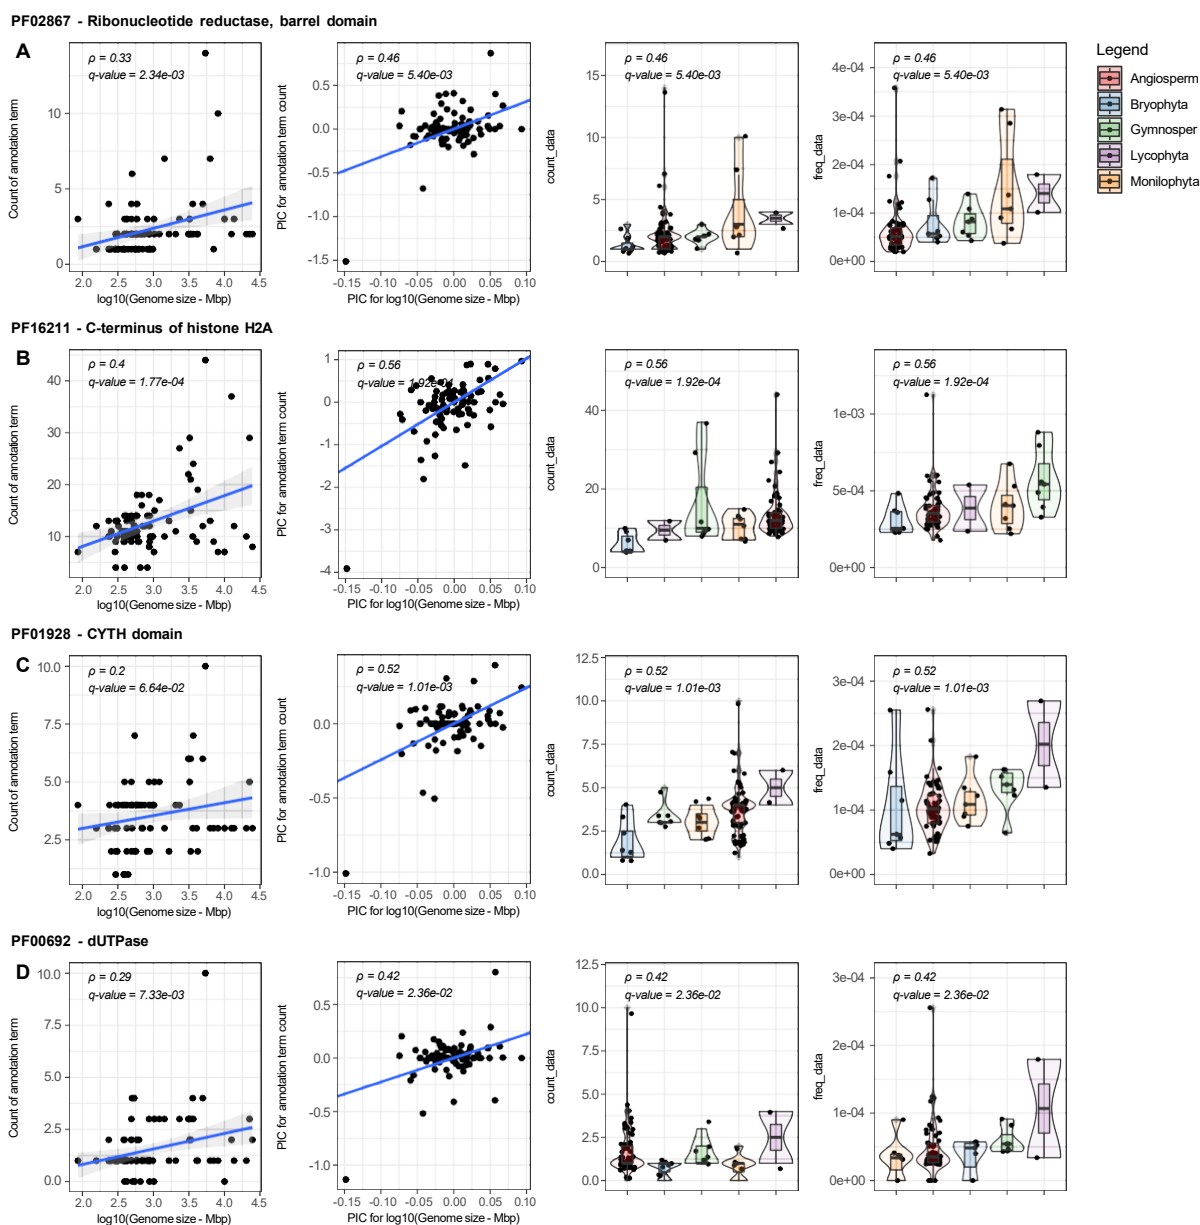 PF02867 - Ribonucleotide reductase, barrel domain
A
Count of annotation term
10
5
0
ρ = 0.33
q-value = 2.34e-03
2.0 2.5 3.0 3.5 4.0 4.5
log10(Genome size - Mbp)
PIC for annotation term count
0.5
0.0
-0.5
-1.0
-1.5
ρ = 0.46
q-value = 5.40e-03
-0.15 -0.10 -0.05 0.00 0.05 0.10
PIC for log10(Genome size - Mbp)
count_data
15
10
5
0
ρ = 0.46
q-value = 5.40e-03
freq_data
4e-04
3e-04
2e-04
1e-04
0e+00
ρ = 0.46
q-value = 5.40e-03
Legend
Angiosperm
Bryophyta
Gymnosper
Lycophyta
Monilophyta
PF16211 - C-terminus of histone H2A
B
Count of annotation term
40
30
20
10
ρ = 0.4
q-value = 1.77e-04
2.0 2.5 3.0 3.5 4.0 4.5
log10(Genome size - Mbp)
PIC for annotation term count
1
0
-1
-2
-3
-4
ρ = 0.56
q-value = 1.92e-04
-0.15 -0.10 -0.05 0.00 0.05 0.10
PIC for log10(Genome size - Mbp)
count_data
40
20
0
ρ = 0.56
q-value = 1.92e-04
freq_data
1e-03
5e-04
0e+00
ρ = 0.56
q-value = 1.92e-04
PF01928 - CYTH domain
C
Count of annotation term
10.0
7.5
5.0
2.5
ρ = 0.2
q-value = 6.64e-02
2.0 2.5 3.0 3.5 4.0 4.5
log10(Genome size - Mbp)
PIC for annotation term count
0.0
-0.5
-1.0
ρ = 0.52
q-value = 1.01e-03
-0.15 -0.10 -0.05 0.00 0.05 0.10
PIC for log10(Genome size - Mbp)
count_data
12.5
10.0
7.5
5.0
2.5
0.0
ρ = 0.52
q-value = 1.01e-03
freq_data
3e-04
2e-04
1e-04
0e+00
ρ = 0.52
q-value = 1.01e-03
PF00692 - dUTPase
D
Count of annotation term
10.0
7.5
5.0
2.5
0.0
ρ = 0.29
q-value = 7.33e-03
2.0 2.5 3.0 3.5 4.0 4.5
log10(Genome size - Mbp)
PIC for annotation term count
0.5
0.0
-0.5
-1.0
ρ = 0.42
q-value = 2.36e-02
-0.15 -0.10 -0.05 0.00 0.05 0.10
PIC for log10(Genome size - Mbp)
count_data
12.5
10.0
7.5
5.0
2.5
0.0
ρ = 0.42
q-value = 2.36e-02
freq_data
3e-04
2e-04
1e-04
0e+00
ρ = 0.42
q-value = 2.36e-02